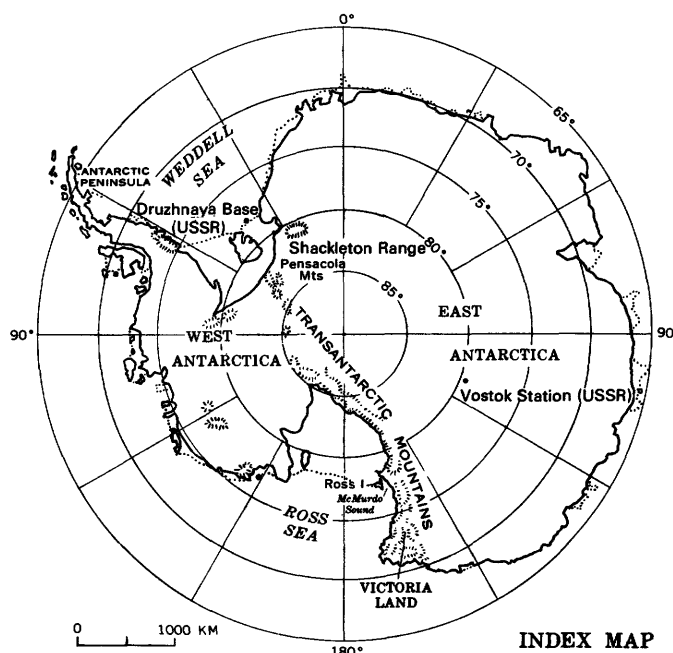 0°
65°
70°
75°
80°
85°
WEDDELL
SEA
ANTARCTIC
PENINSULA
Druzhnaya Base
(USSR)
Shackleton Range
Pensacola
Mts
90°
WEST
ANTARCTICA
TRANSANTARCTIC
MOUNTAINS
EAST
ANTARCTICA
90
Vostok Station (USSR)
Ross I
McMurdo
Sound
ROSS
SEA
VICTORIA
LAND
0
1000 KM
180°
INDEX MAP